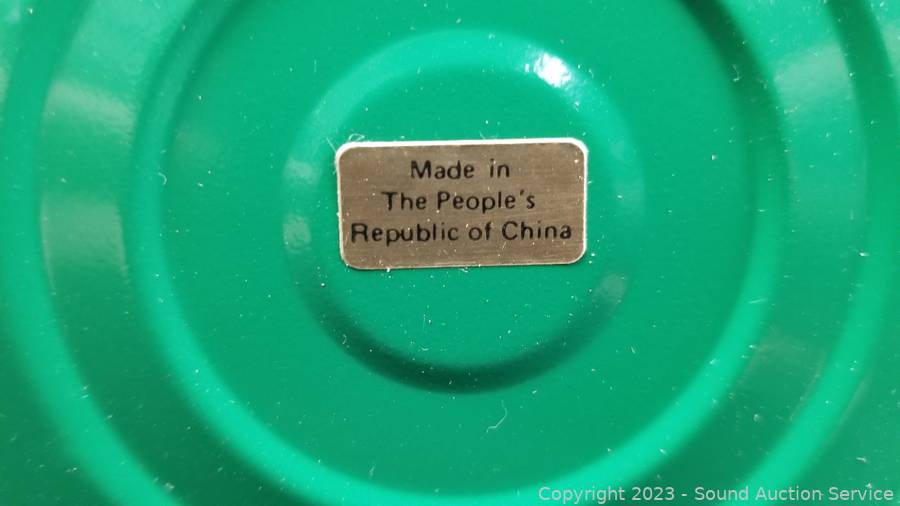 Made in
The People's
Republic of China
Copyright 2023 - Sound Auction Service